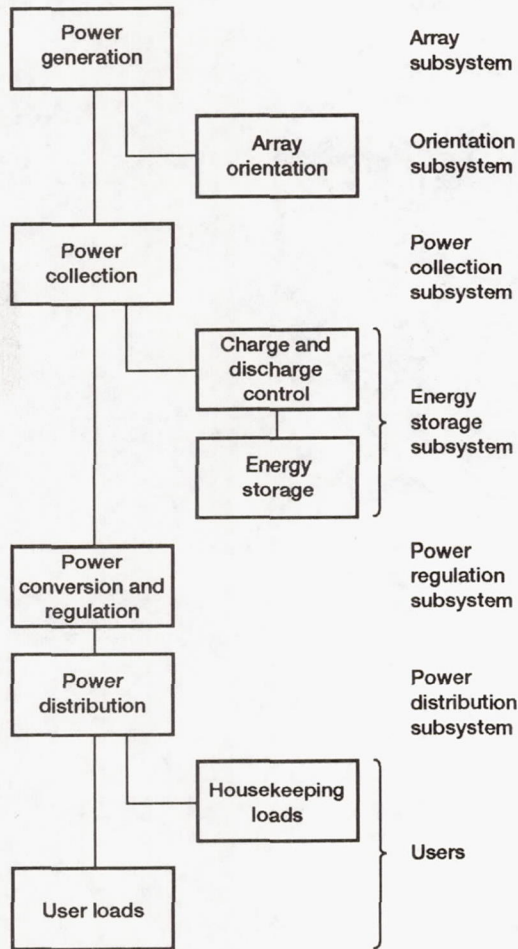 Power
generation
Array
subsystem
Array
orientation
Orientation
subsystem
Power
collection
Power
collection
subsystem
Charge and
discharge
control
Energy
storage
Energy
storage
subsystem
Power
conversion and
regulation
Power
regulation
subsystem
Power
distribution
Power
distribution
subsystem
Housekeeping
loads
Users
User loads